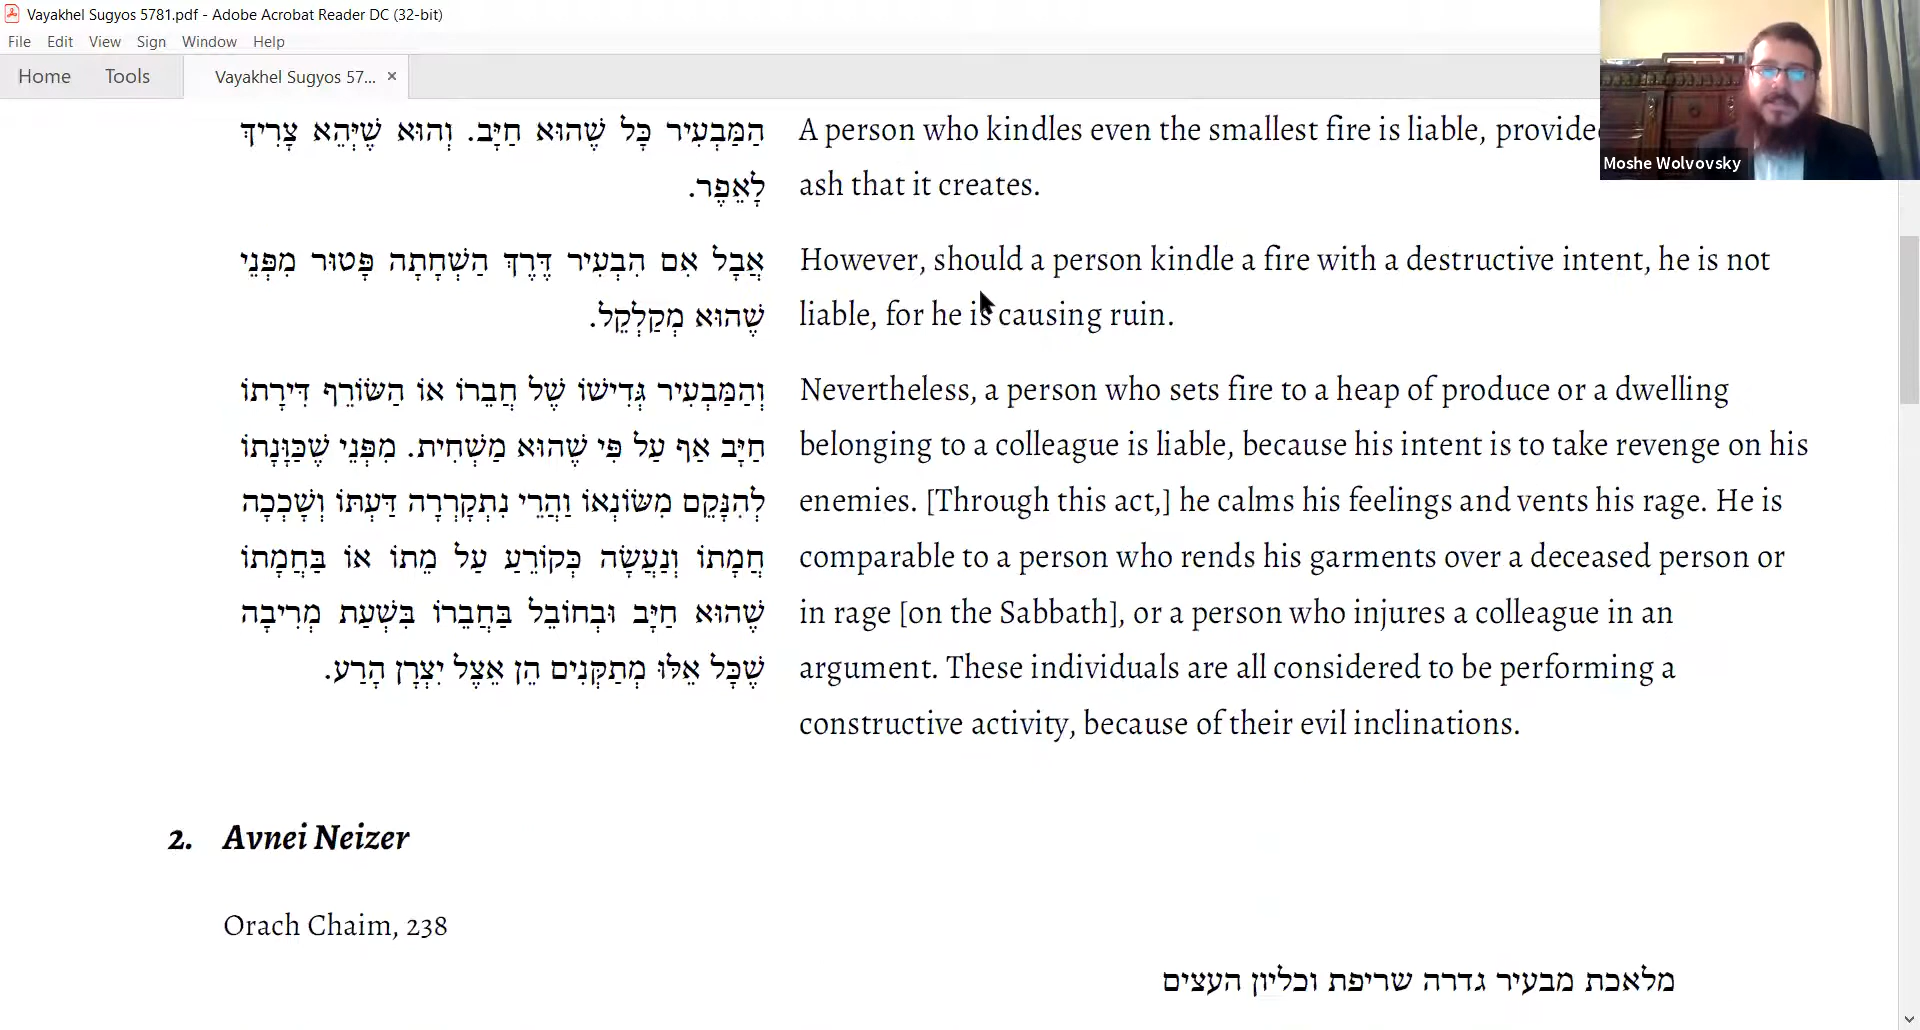 Vayakhel Sugyos 5781.pdf - Adobe Acrobat Reader DC (32-bit)
File Edit View Sign Window Help
Home Tools Vayakhel Sugyos 57... ×
Moshe Wolvovsky
הַמַּבְעִיר כָּל שֶׁהוּא חַיָּב. וְהוּא שֶׁיְּהֵא צָרִיךְ
לָאֵפֶר.
A person who kindles even the smallest fire is liable,
ash that it creates.
אֲבָל אִם הִבְעִיר דֶּרֶךְ הַשְׁחָתָה פָּטוּר מִפְּנֵי
שֶׁהוּא מְקַלְקֵל.
However, should a person kindle a fire with a destructive intent, he is not
liable, for he is causing ruin.
וְהַמַּבְעִיר גְּדִישׁוֹ שֶׁל חֲבֵרוֹ אוֹ הַשּׂוֹרֵף דִּירָתוֹ
חַיָּב אַף עַל פִּי שֶׁהוּא מַשְׁחִית. מִפְּנֵי שֶׁכַּוָּנָתוֹ
לְהִנָּקֵם מִשּׂוֹנְאוֹ וַהֲרֵי נִתְקָרְרָה דַּעְתּוֹ וְשָׁכְכָה
חֲמָתוֹ וְנַעֲשָׂה כְּקוֹרֵעַ עַל מֵתוֹ אוֹ בַּחֲמָתוֹ
שֶׁהוּא חַיָּב וּבְחוֹבֵל בַּחֲבֵרוֹ בִּשְׁעַת מְרִיבָה
שֶׁכָּל אֵלּוּ מְתַקְּנִים הֵן אֵצֶל יִצְרָן הָרַע.
Nevertheless, a person who sets fire to a heap of produce or a dwelling
belonging to a colleague is liable, because his intent is to take revenge on his
enemies. [Through this act,] he calms his feelings and vents his rage. He is
comparable to a person who rends his garments over a deceased person or
in rage [on the Sabbath], or a person who injures a colleague in an
argument. These individuals are all considered to be performing a
constructive activity, because of their evil inclinations.
2. Avnei Neizer
Orach Chaim, 238
מלאכת מבעיר גדרה שריפת וכליון העצים